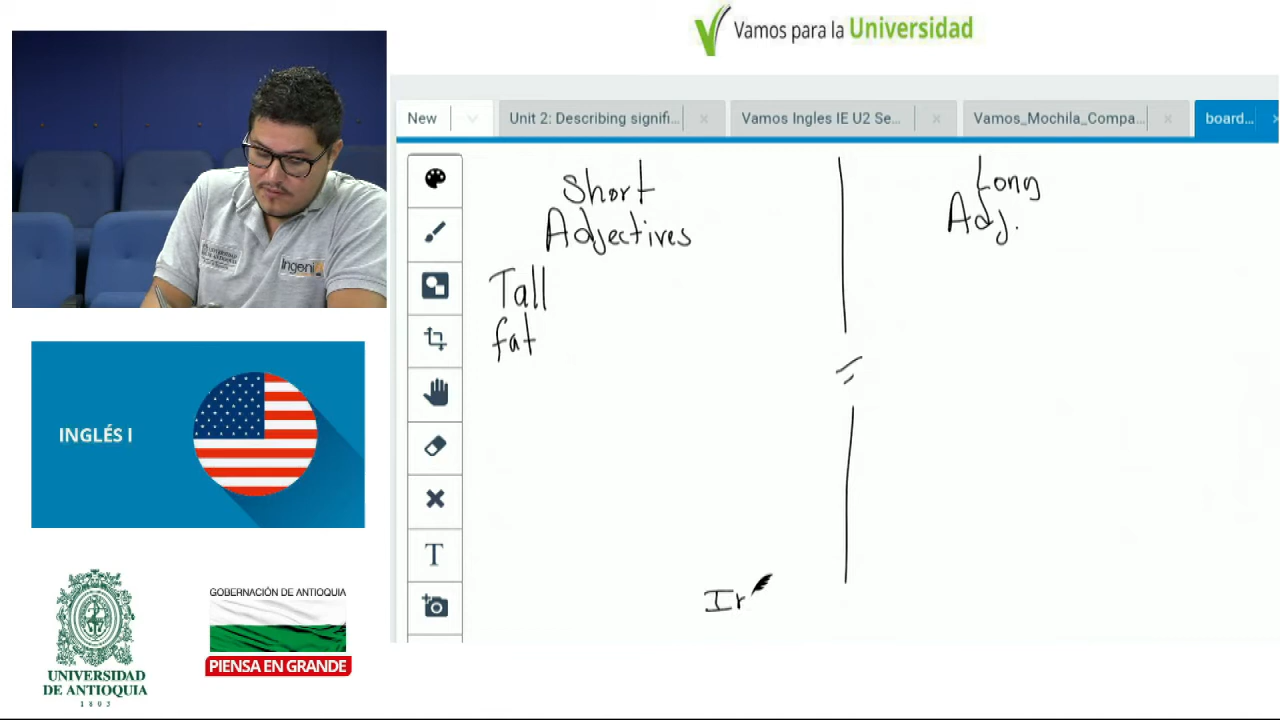 Vamos para la Universidad
New
Unit 2: Describing signifi...
Vamos Ingles IE U2 Se...
Vamos_Mochila_Compa...
board...
Short
Adjectives
Tall
fat
Long
Adj.
Ir
T
INGLÉS I
UNIVERSIDAD
DE ANTIOQUIA
1803
GOBERNACIÓN DE ANTIOQUIA
PIENSA EN GRANDE